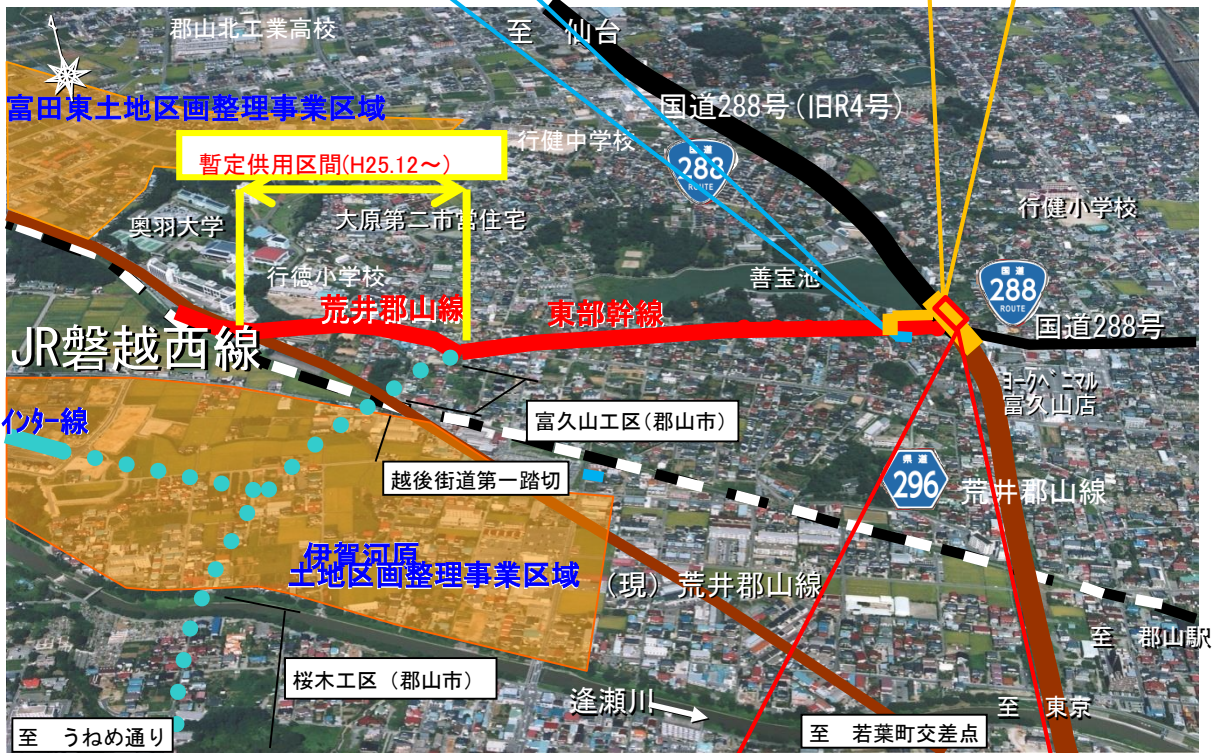 郡山北工業高校
至 仙台
富田東土地区画整理事業区域
国道288号(旧R4号)
行健中学校
国道
288
ROUTE
暫定供用区間(H25.12～)
行健小学校
奥羽大学
大原第二市営住宅
行徳小学校
善宝池
国道
288
ROUTE
荒井郡山線
東部幹線
国道288号
JR磐越西線
ヨークベニマル
富久山店
インター線
富久山工区(郡山市)
県道
296
荒井郡山線
越後街道第一踏切
伊賀河原
土地区画整理事業区域
(現) 荒井郡山線
至 郡山駅
桜木工区（郡山市）
逢瀬川
至 東京
至 うねめ通り
至 若葉町交差点